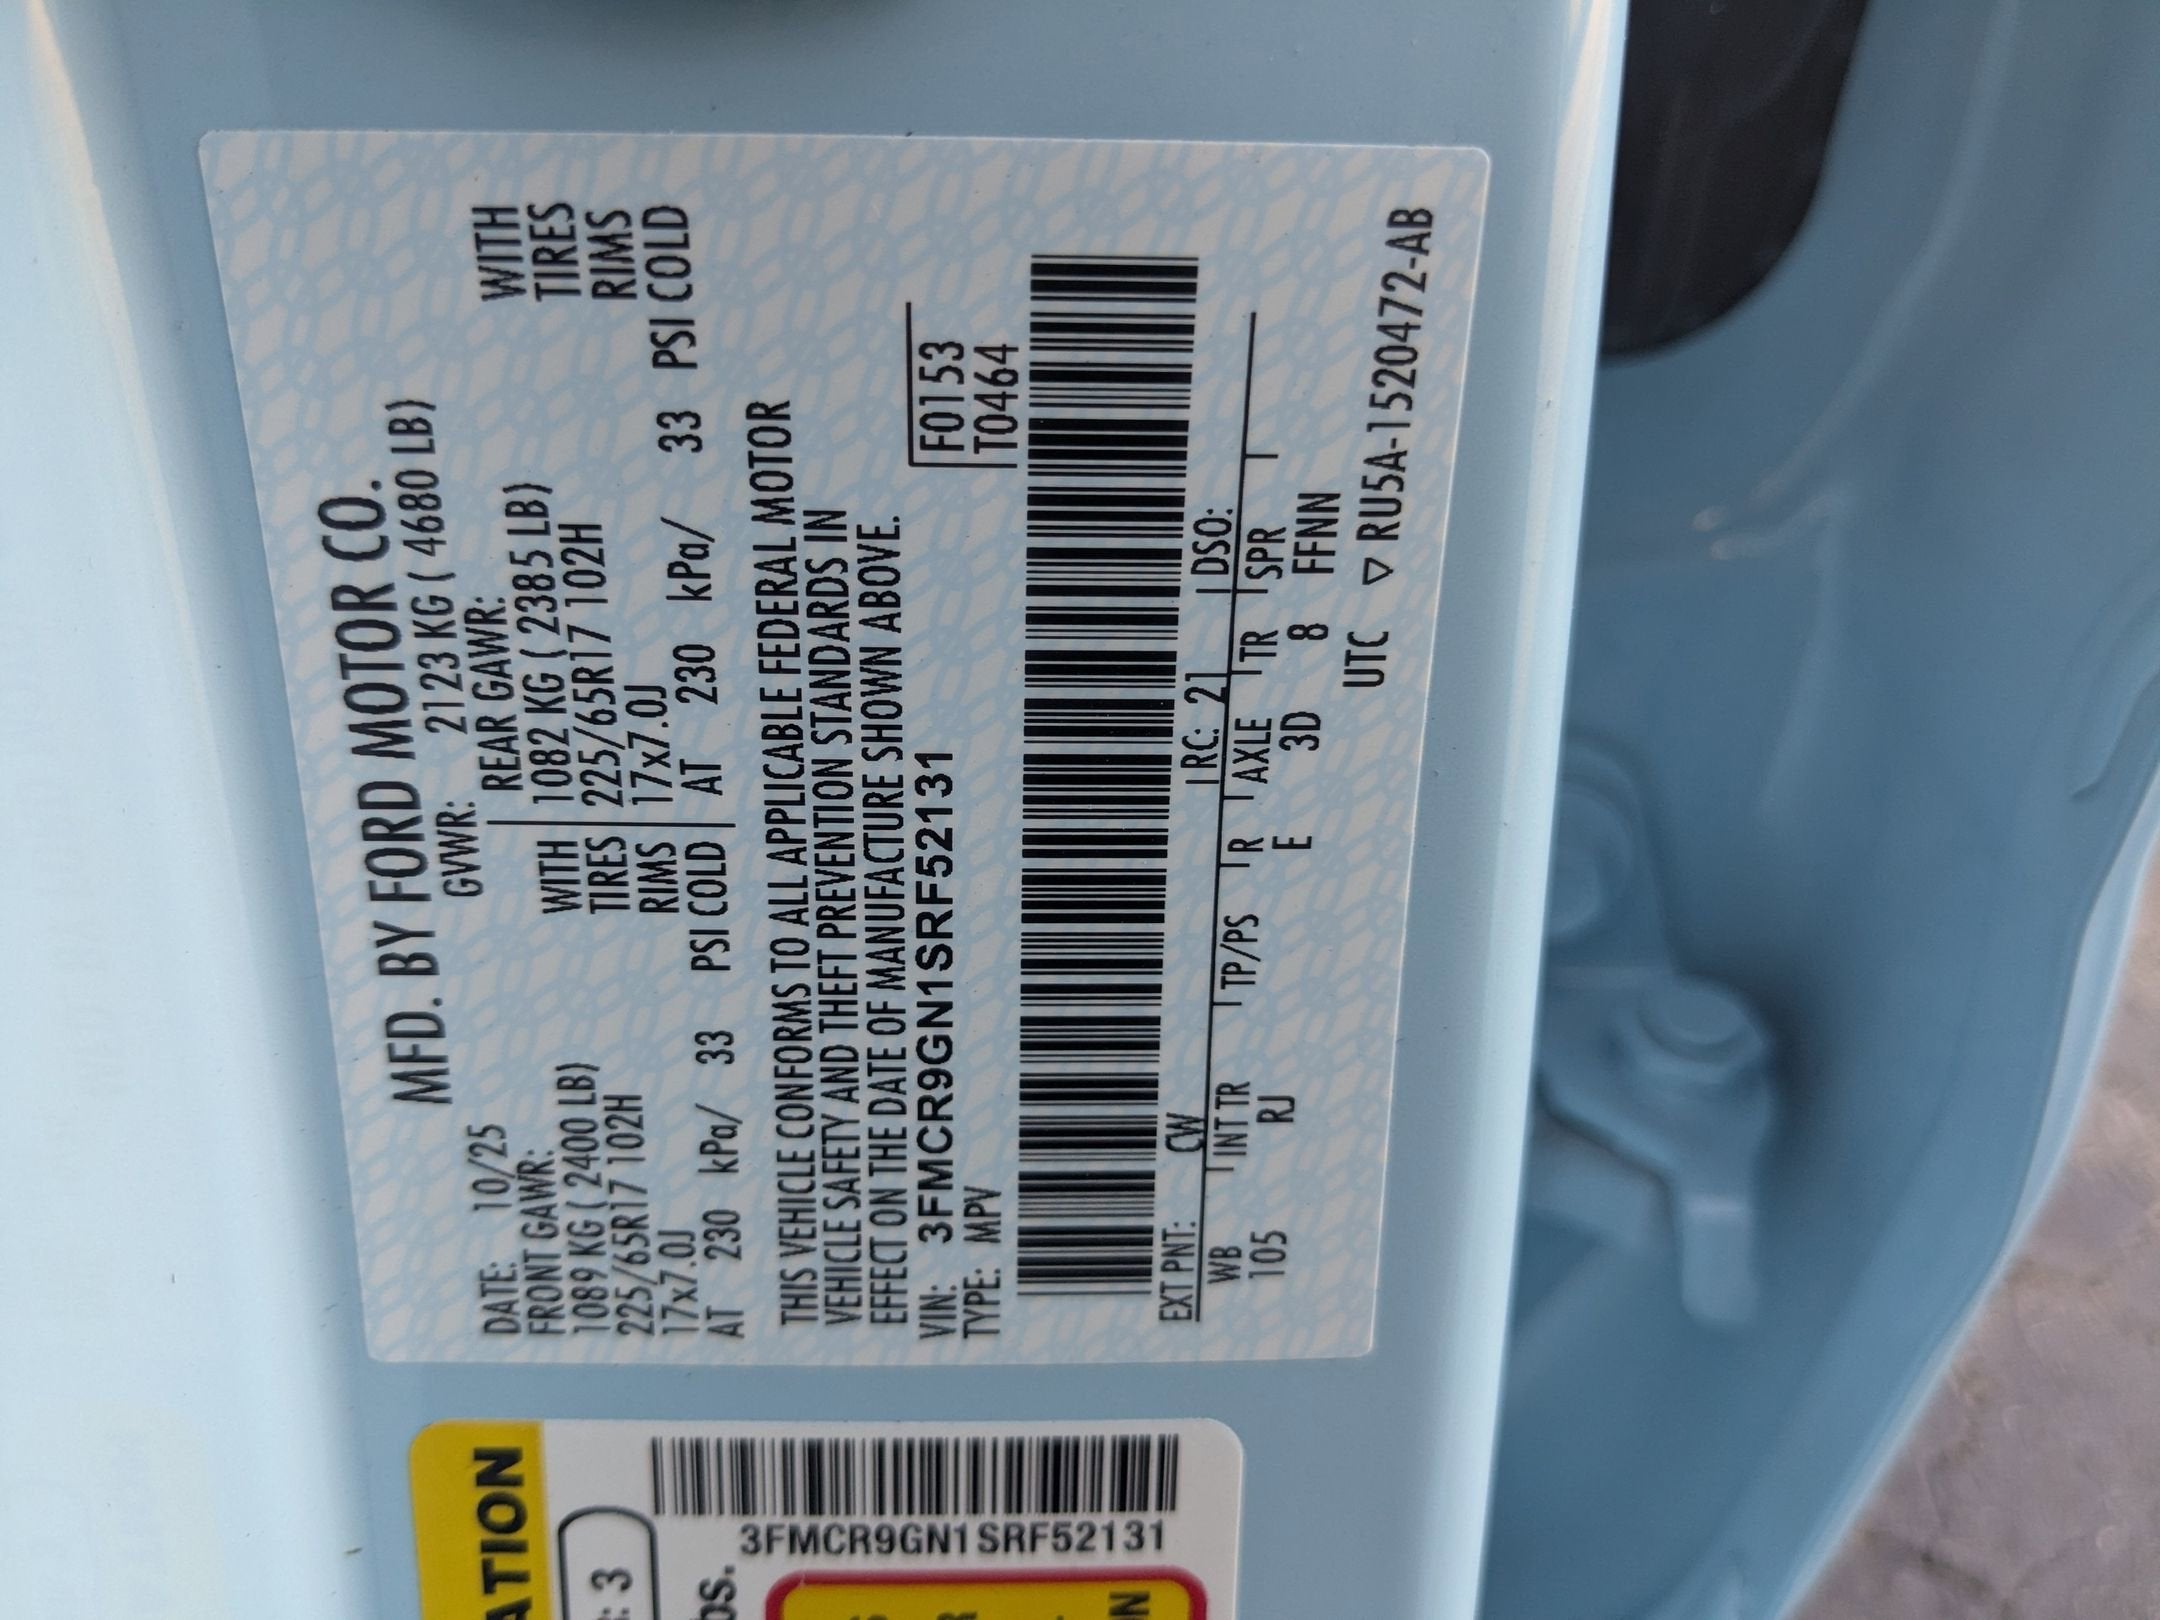 MFD. BY FORD MOTOR CO.
DATE: 10/25 GVWR: 2123 KG ( 4680 LB)
FRONT GAWR: REAR GAWR:
1089 KG ( 2400 LB) WITH 1082 KG ( 2385 LB) WITH
225/65R17 102H TIRES 225/65R17 102H TIRES
17x7.0J RIMS 17x7.0J RIMS
AT 230 kPa/ 33 PSI COLD AT 230 kPa/ 33 PSI COLD
THIS VEHICLE CONFORMS TO ALL APPLICABLE FEDERAL MOTOR
VEHICLE SAFETY AND THEFT PREVENTION STANDARDS IN
EFFECT ON THE DATE OF MANUFACTURE SHOWN ABOVE.
VIN: 3FMCR9GN1SRF52131 F0153
TYPE: MPV T0464
EXT PNT: CW RC: 21 DSO:
WB INT TR TP/PS R AXLE TR SPR
105 RJ E 3D 8 FFNN
UTC ▽ RU5A-1520472-AB
ATION
: 3
bs.
3FMCR9GN1SRF52131